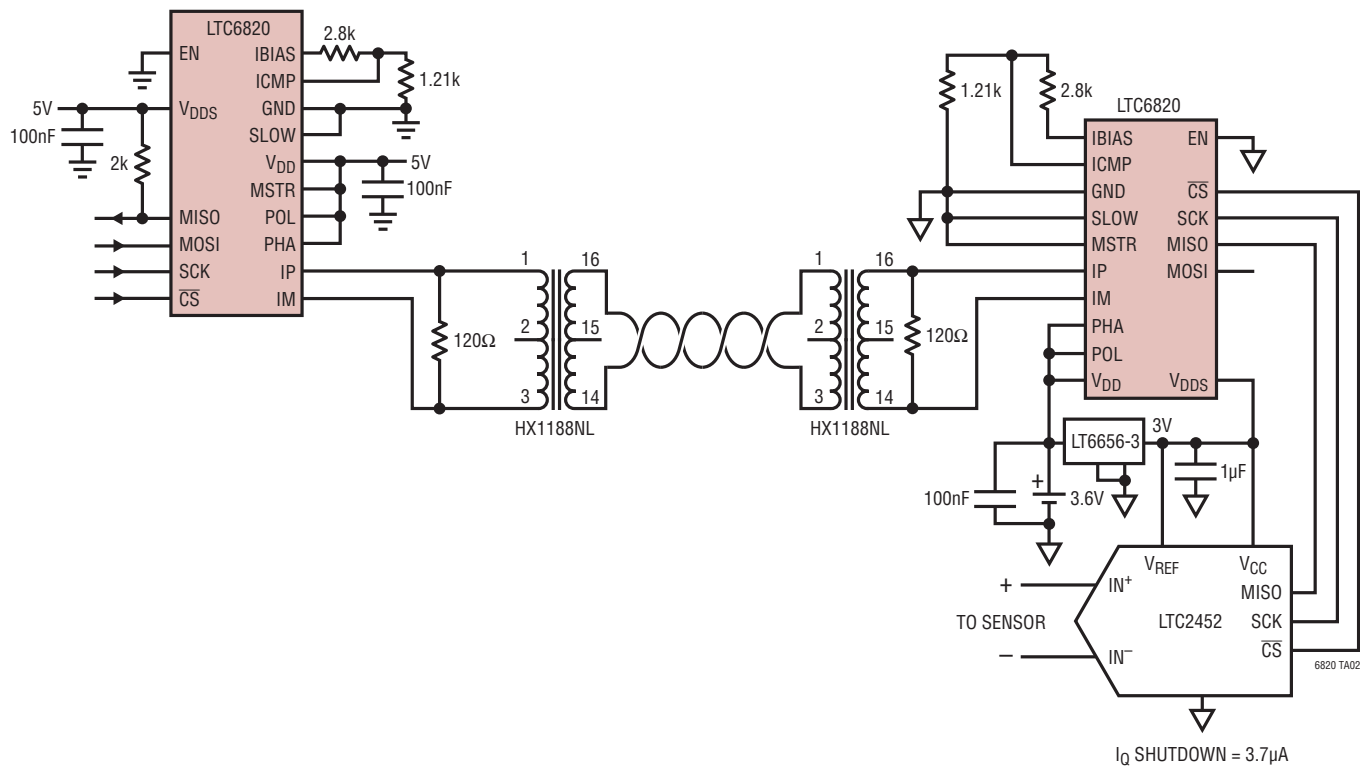 LTC6820
EN
IBIAS
2.8k
ICMP
1.21k
5V
VDDS
GND
100nF
SLOW
2k
VDD
5V
MSTR
100nF
MISO
POL
MOSI
PHA
SCK
IP
CS
IM
120Ω
1
16
2
15
3
14
HX1188NL
1
16
2
15
3
14
HX1188NL
120Ω
1.21k
2.8k
LTC6820
IBIAS
EN
ICMP
GND
CS
SLOW
SCK
MSTR
MISO
IP
MOSI
IM
PHA
POL
VDD
VDDS
LT6656-3
3V
1µF
100nF
+
3.6V
VREF
VCC
+
IN+
MISO
TO SENSOR
LTC2452
SCK
−
IN−
CS
6820 TA02
IQ SHUTDOWN = 3.7µA